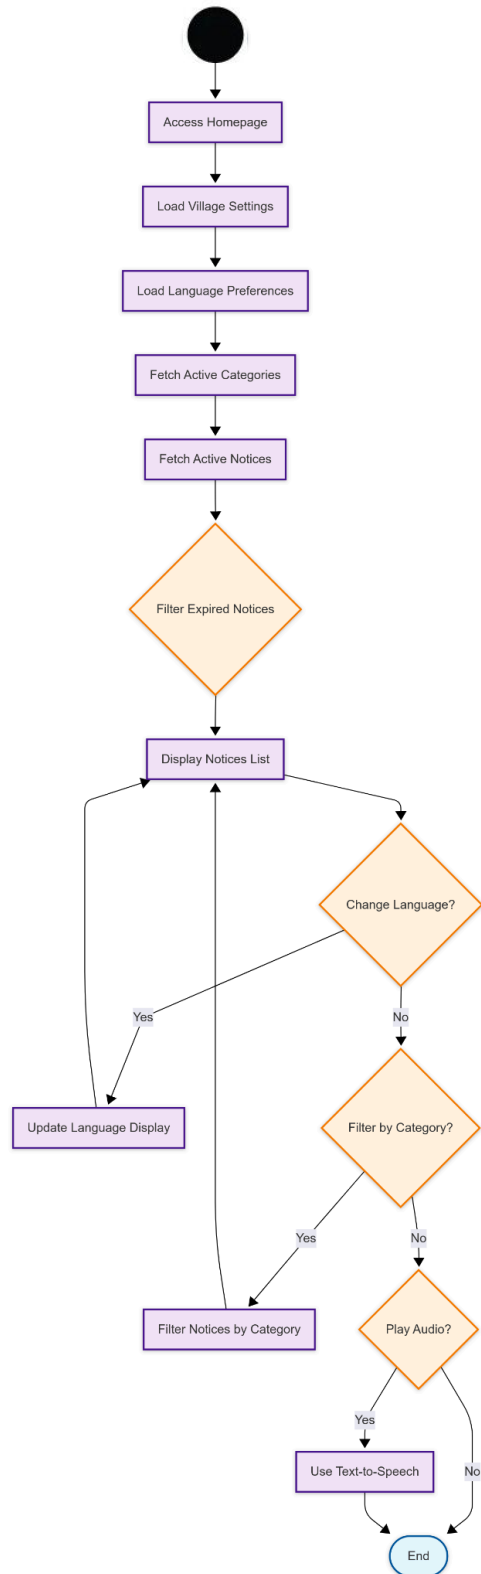 Access Homepage
Load Village Settings
Load Language Preferences
Fetch Active Categories
Fetch Active Notices
Filter Expired Notices
Display Notices List
Change Language?
Yes
No
Update Language Display
Filter by Category?
Yes
No
Filter Notices by Category
Play Audio?
Yes
Use Text-to-Speech
No
End